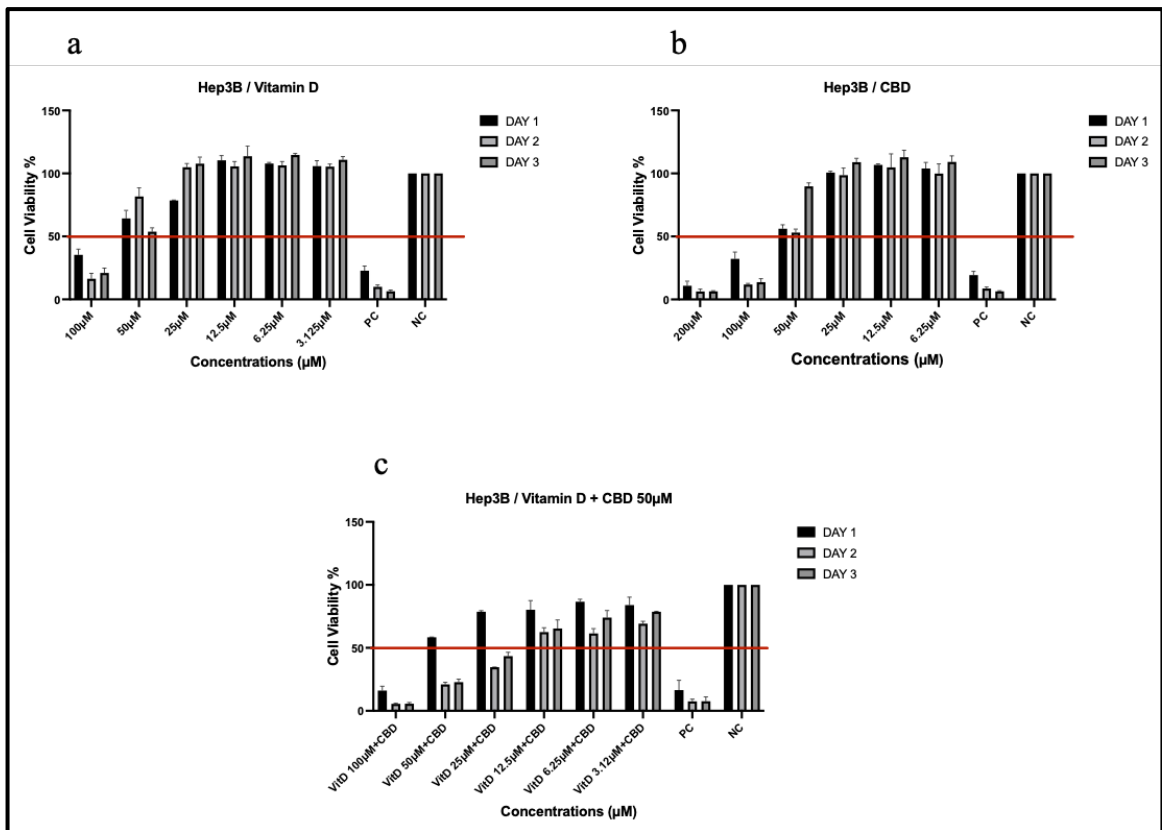 a
Hep3B / Vitamin D
Cell Viability %
150
100
50
0
100µM
50µM
25µM
12.5µM
6.25µM
3.125µM
PC
NC
Concentrations (µM)
DAY 1
DAY 2
DAY 3
b
Hep3B / CBD
Cell Viability %
150
100
50
0
200µM
100µM
50µM
25µM
12.5µM
6.25µM
PC
NC
Concentrations (µM)
DAY 1
DAY 2
DAY 3
c
Hep3B / Vitamin D + CBD 50µM
Cell Viability %
150
100
50
0
VitD 100µM+CBD
VitD 50µM+CBD
VitD 25µM+CBD
VitD 12.5µM+CBD
VitD 6.25µM+CBD
VitD 3.12µM+CBD
PC
NC
Concentrations (µM)
DAY 1
DAY 2
DAY 3